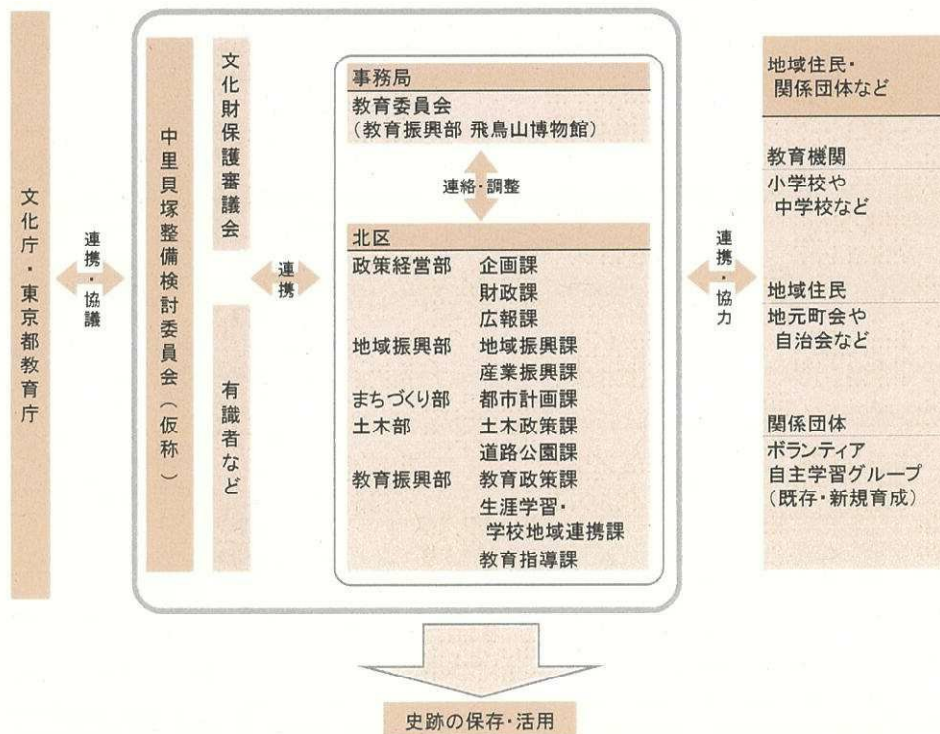 文化庁・東京都教育庁
連携・協議
中里貝塚整備検討委員会（仮称）
文化財保護審議会
有識者など
連携
事務局
教育委員会
（教育振興部 飛鳥山博物館）
連絡・調整
北区
政策経営部 企画課
財政課
広報課
地域振興部 地域振興課
産業振興課
まちづくり部 都市計画課
土木部 土木政策課
道路公園課
教育振興部 教育政策課
生涯学習・
学校地域連携課
教育指導課
連携・協力
地域住民・
関係団体など
教育機関
小学校や
中学校など
地域住民
地元町会や
自治会など
関係団体
ボランティア
自主学習グループ
（既存・新規育成）
史跡の保存・活用